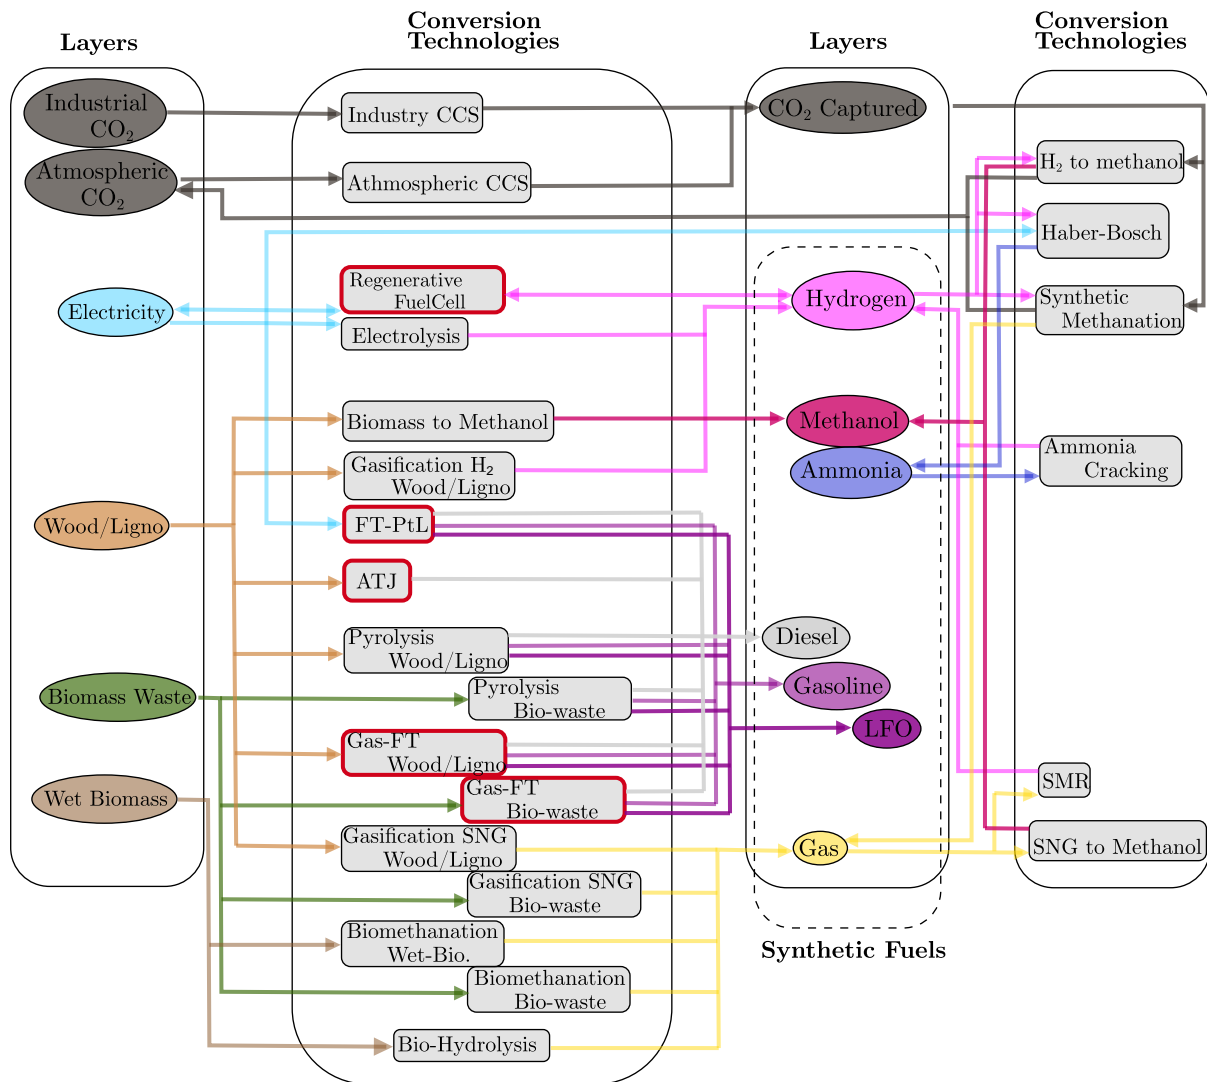 Layers
Conversion
Technologies
Layers
Conversion
Technologies
Industrial
CO₂
Atmospheric
CO₂
Electricity
Wood/Ligno
Biomass Waste
Wet Biomass
Industry CCS
Athmospheric CCS
Regenerative
FuelCell
Electrolysis
Biomass to Methanol
Gasification H₂
Wood/Ligno
FT-PtL
ATJ
Pyrolysis
Wood/Ligno
Pyrolysis
Bio-waste
Gas-FT
Wood/Ligno
Gas-FT
Bio-waste
Gasification SNG
Wood/Ligno
Gasification SNG
Bio-waste
Biomethanation
Wet-Bio.
Biomethanation
Bio-waste
Bio-Hydrolysis
CO₂ Captured
Hydrogen
Methanol
Ammonia
Diesel
Gasoline
LFO
Gas
Synthetic Fuels
H₂ to methanol
Haber-Bosch
Synthetic
Methanation
Ammonia
Cracking
SMR
SNG to Methanol